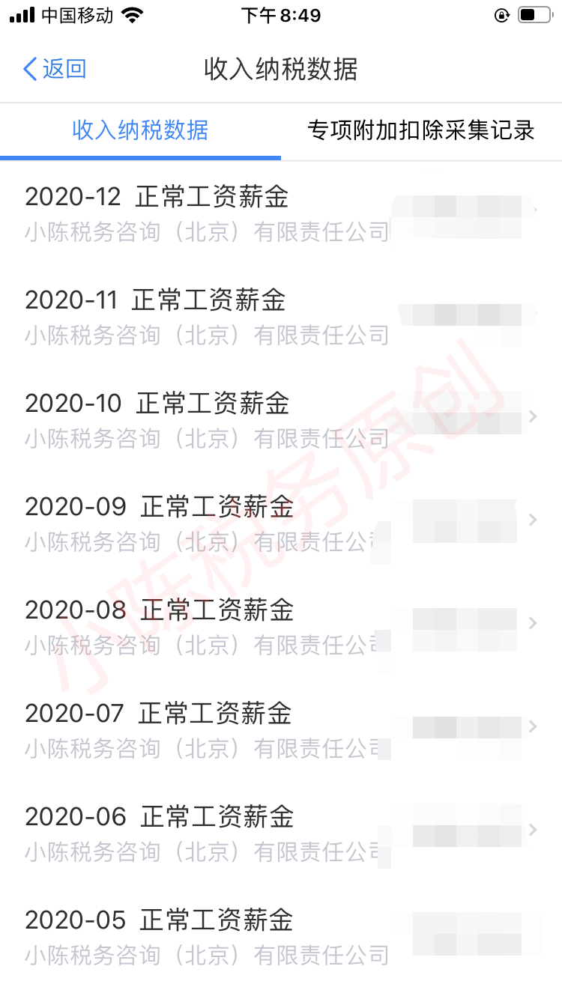 中国移动 下午8:49
返回 收入纳税数据
收入纳税数据 专项附加扣除采集记录
2020-12 正常工资薪金
小陈税务咨询（北京）有限责任公司
2020-11 正常工资薪金
小陈税务咨询（北京）有限责任公司
2020-10 正常工资薪金
小陈税务咨询（北京）有限责任公司
2020-09 正常工资薪金
小陈税务咨询（北京）有限责任公司
2020-08 正常工资薪金
小陈税务咨询（北京）有限责任公司
2020-07 正常工资薪金
小陈税务咨询（北京）有限责任公司
2020-06 正常工资薪金
小陈税务咨询（北京）有限责任公司
2020-05 正常工资薪金
小陈税务咨询（北京）有限责任公司
小陈税务原创